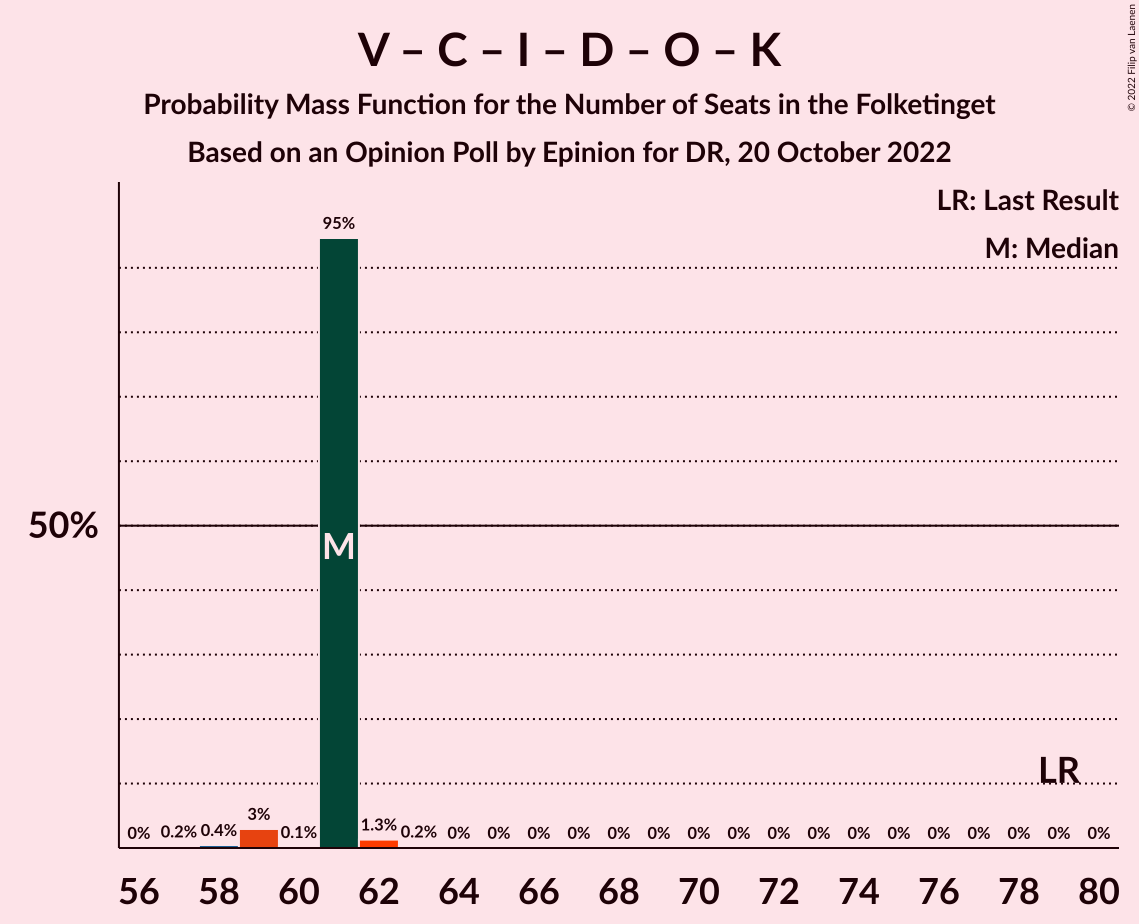 V – C – I – D – O – K
Probability Mass Function for the Number of Seats in the Folketinget
Based on an Opinion Poll by Epinion for DR, 20 October 2022
© 2022 Filip van Laenen
LR: Last Result
M: Median
95%
50%
M
LR
0% 0.2% 0.4% 3% 0.1% 1.3% 0.2% 0% 0% 0% 0% 0% 0% 0% 0% 0% 0% 0% 0% 0% 0% 0% 0% 0%
56 58 60 62 64 66 68 70 72 74 76 78 80